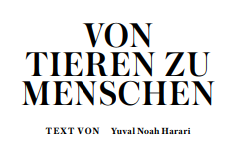 VON
TIEREN ZU
MENSCHEN
TEXT VON Yuval Noah Harari